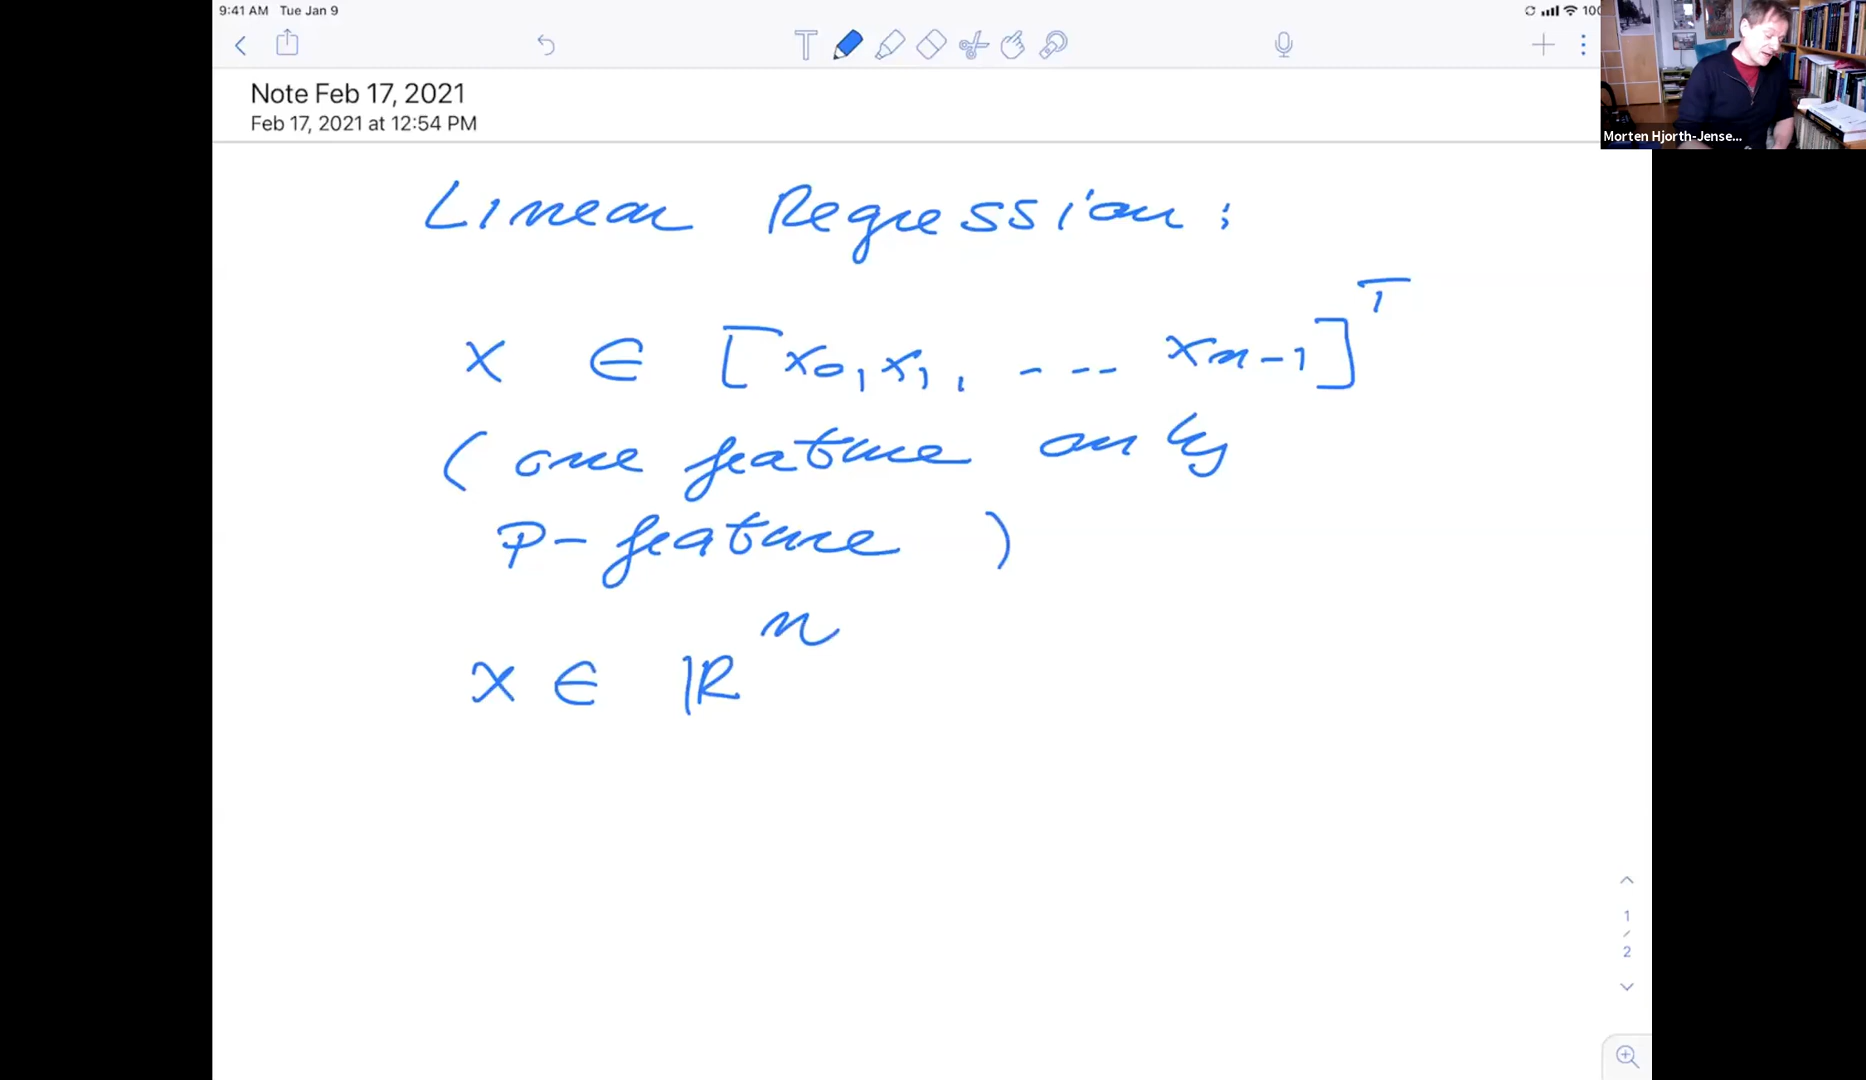 9:41 AM Tue Jan 9
100
T
Note Feb 17, 2021
Feb 17, 2021 at 12:54 PM
Morten Hjorth-Jense...
Linear Regression:
x ∈ [x₀, x₁, - - - - xₙ₋₁]ᵀ
(one feature only
P-feature)
x ∈ ℝⁿ
1
/
2